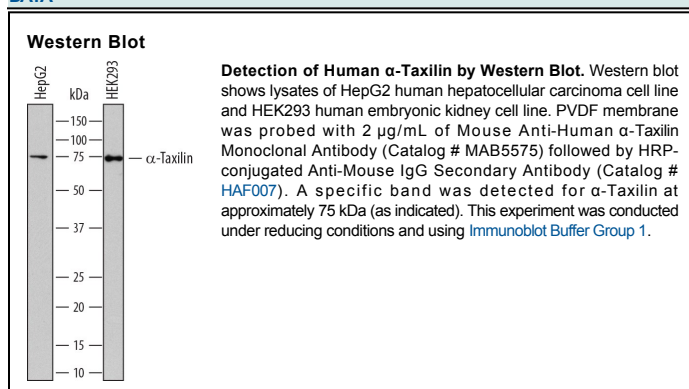 DATA
Western Blot
HepG2
kDa
HEK293
150
100
75
α-Taxilin
50
37
25
20
15
10
Detection of Human α-Taxilin by Western Blot. Western blot
shows lysates of HepG2 human hepatocellular carcinoma cell line
and HEK293 human embryonic kidney cell line. PVDF membrane
was probed with 2 µg/mL of Mouse Anti-Human α-Taxilin
Monoclonal Antibody (Catalog # MAB5575) followed by HRP-
conjugated Anti-Mouse IgG Secondary Antibody (Catalog #
HAF007). A specific band was detected for α-Taxilin at
approximately 75 kDa (as indicated). This experiment was conducted
under reducing conditions and using Immunoblot Buffer Group 1.